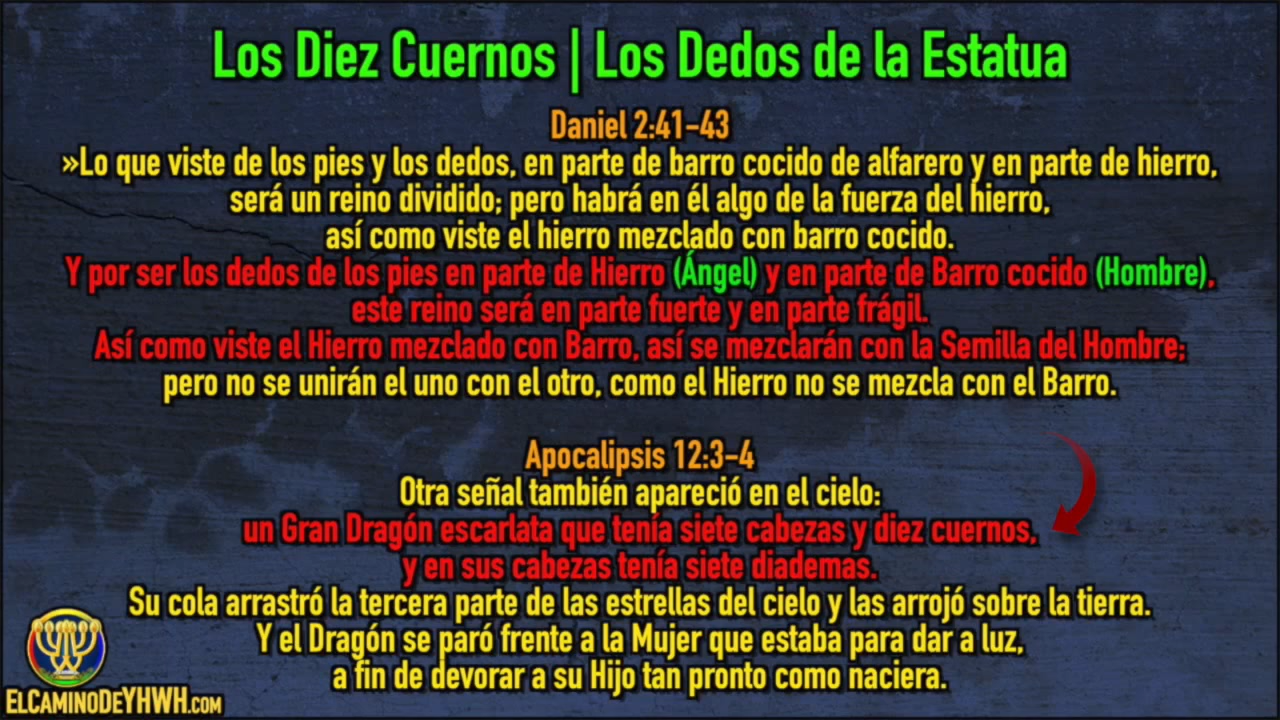 Los Diez Cuernos | Los Dedos de la Estatua
Daniel 2:41-43
»Lo que viste de los pies y los dedos, en parte de barro cocido de alfarero y en parte de hierro,
será un reino dividido; pero habrá en él algo de la fuerza del hierro,
así como viste el hierro mezclado con barro cocido.
Y por ser los dedos de los pies en parte de Hierro (Ángel) y en parte de Barro cocido (Hombre),
este reino será en parte fuerte y en parte frágil.
Así como viste el Hierro mezclado con Barro, así se mezclarán con la Semilla del Hombre;
pero no se unirán el uno con el otro, como el Hierro no se mezcla con el Barro.
Apocalipsis 12:3-4
Otra señal también apareció en el cielo:
un Gran Dragón escarlata que tenía siete cabezas y diez cuernos,
y en sus cabezas tenía siete diademas.
Su cola arrastró la tercera parte de las estrellas del cielo y las arrojó sobre la tierra.
Y el Dragón se paró frente a la Mujer que estaba para dar a luz,
a fin de devorar a su Hijo tan pronto como naciera.
ELCAMINODEYHWH.COM